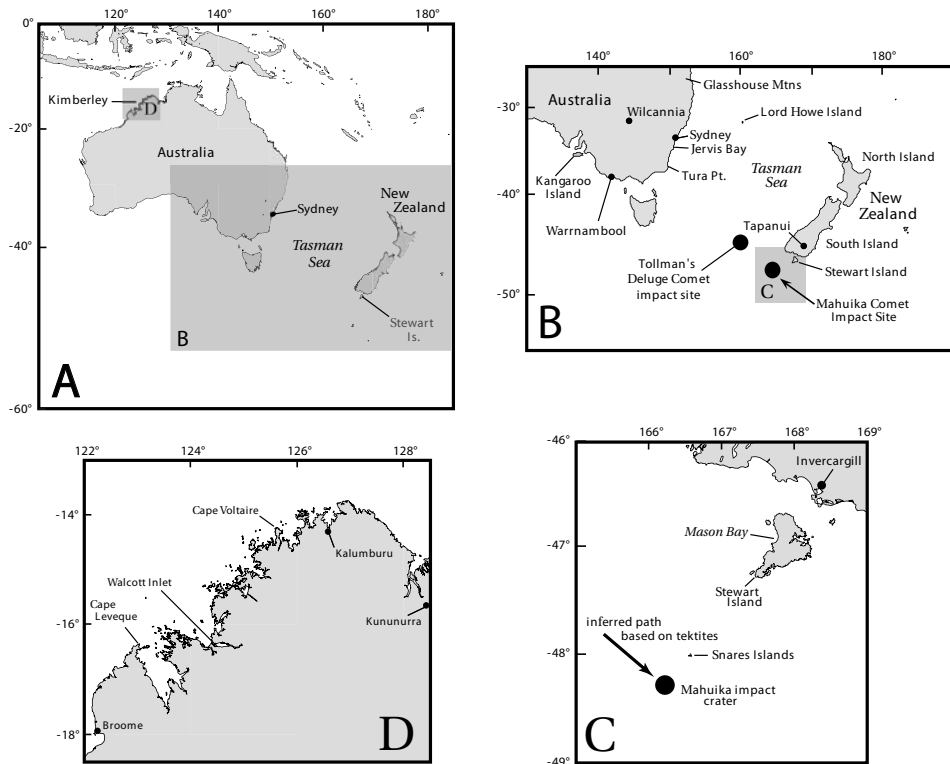 120° 140° 160° 180°
0°
-20°
-40°
-60°
Kimberley
D
Australia
Sydney
New
Zealand
Tasman
Sea
Stewart
Is.
B
A
140° 160° 180°
-30°
-40°
-50°
Australia
Glasshouse Mtns
Wilcannia
Lord Howe Island
Sydney
Jervis Bay
Tasman
Sea
North Island
Kangaroo
Island
Tura Pt.
New
Zealand
Warrnambool
Tapanui
South Island
Tollman's
Deluge Comet
impact site
Stewart Island
C
Mahuika Comet
Impact Site
B
122° 124° 126° 128°
-14°
-16°
-18°
Cape Voltaire
Kalumburu
Walcott Inlet
Cape
Leveque
Kununurra
Broome
D
166° 167° 168° 169°
-46°
-47°
-48°
-49°
Invercargill
Mason Bay
Stewart
Island
inferred path
based on tektites
Snares Islands
Mahuika impact
crater
C